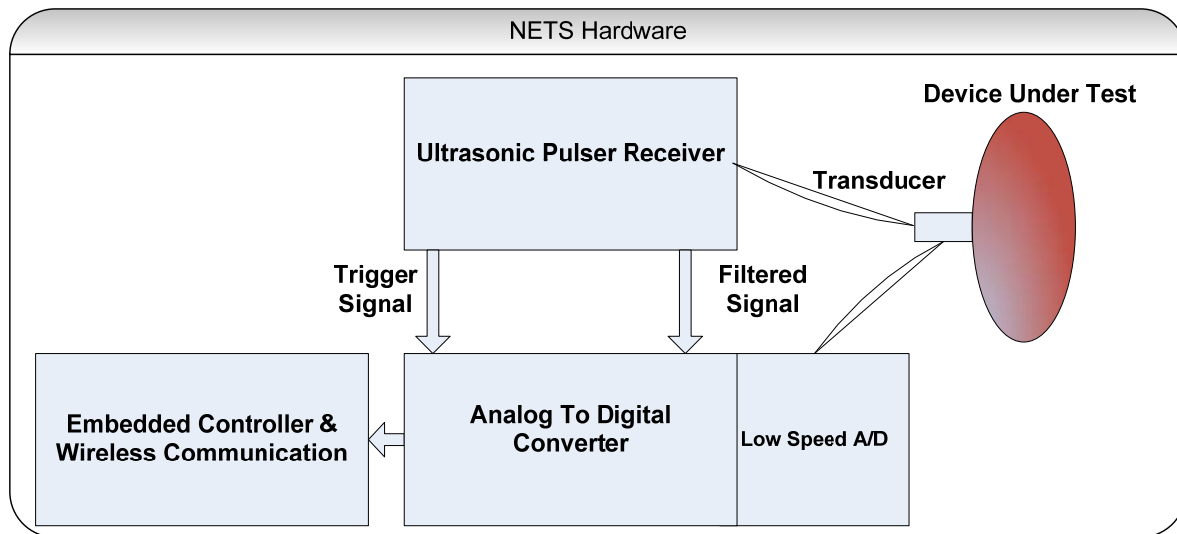 NETS Hardware
Device Under Test
Ultrasonic Pulser Receiver
Transducer
Trigger
Signal
Filtered
Signal
Embedded Controller &
Wireless Communication
Analog To Digital
Converter
Low Speed A/D